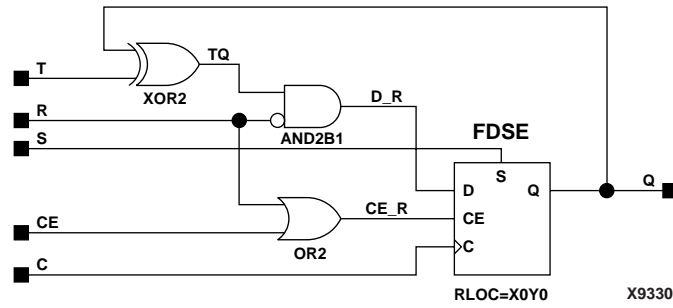 T
TQ
XOR2
R
D_R
S
AND2B1
FDSE
S
D
Q
Q
CE
CE_R
CE
OR2
C
C
RLOC=X0Y0
X9330